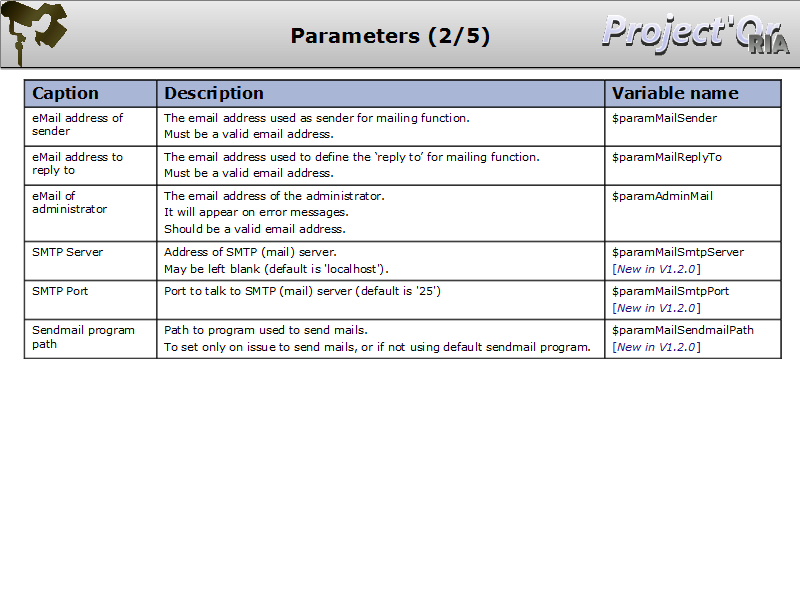 Parameters (2/5)
Project'Or
RIA
Caption Description Variable name
eMail address of The email address used as sender for mailing function. $paramMailSender
sender Must be a valid email address.
eMail address to The email address used to define the ‘reply to’ for mailing function. $paramMailReplyTo
reply to Must be a valid email address.
eMail of The email address of the administrator. $paramAdminMail
administrator It will appear on error messages.
Should be a valid email address.
SMTP Server Address of SMTP (mail) server. $paramMailSmtpServer
May be left blank (default is 'localhost'). [New in V1.2.0]
SMTP Port Port to talk to SMTP (mail) server (default is '25') $paramMailSmtpPort
[New in V1.2.0]
Sendmail program Path to program used to send mails. $paramMailSendmailPath
path To set only on issue to send mails, or if not using default sendmail program. [New in V1.2.0]